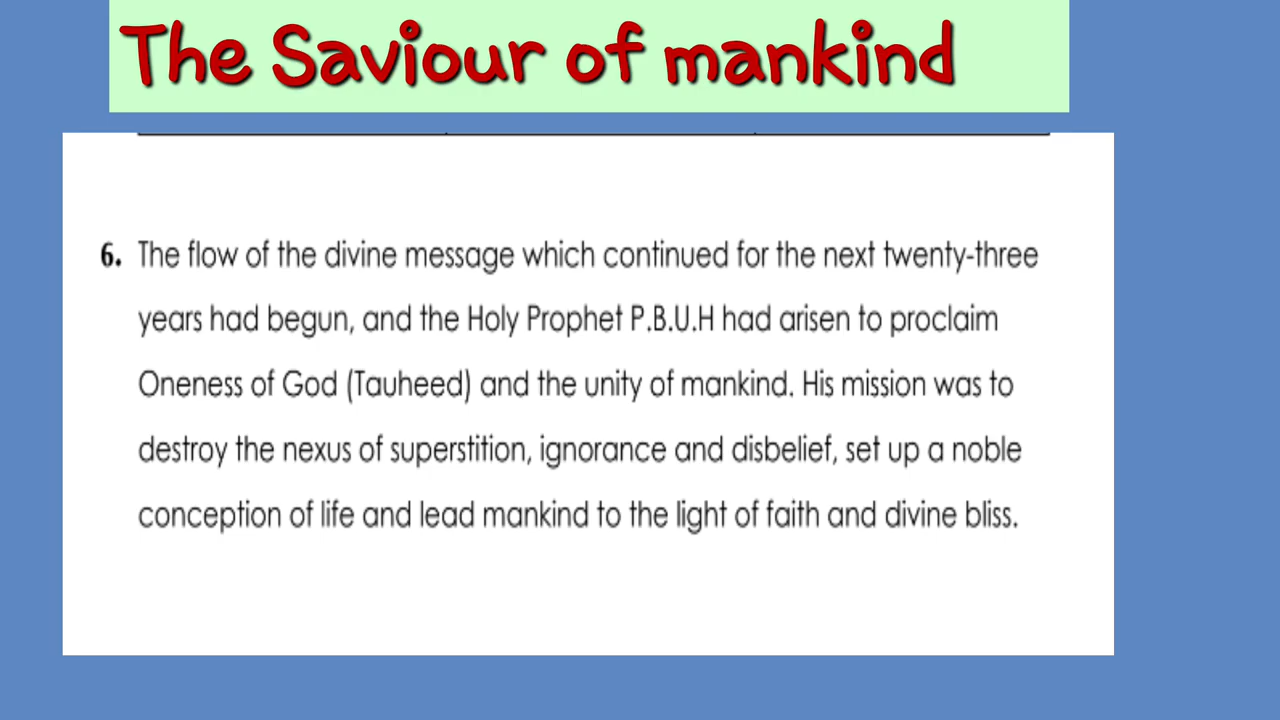 The Saviour of mankind
6. The flow of the divine message which continued for the next twenty-three
years had begun, and the Holy Prophet P.B.U.H had arisen to proclaim
Oneness of God (Tauheed) and the unity of mankind. His mission was to
destroy the nexus of superstition, ignorance and disbelief, set up a noble
conception of life and lead mankind to the light of faith and divine bliss.